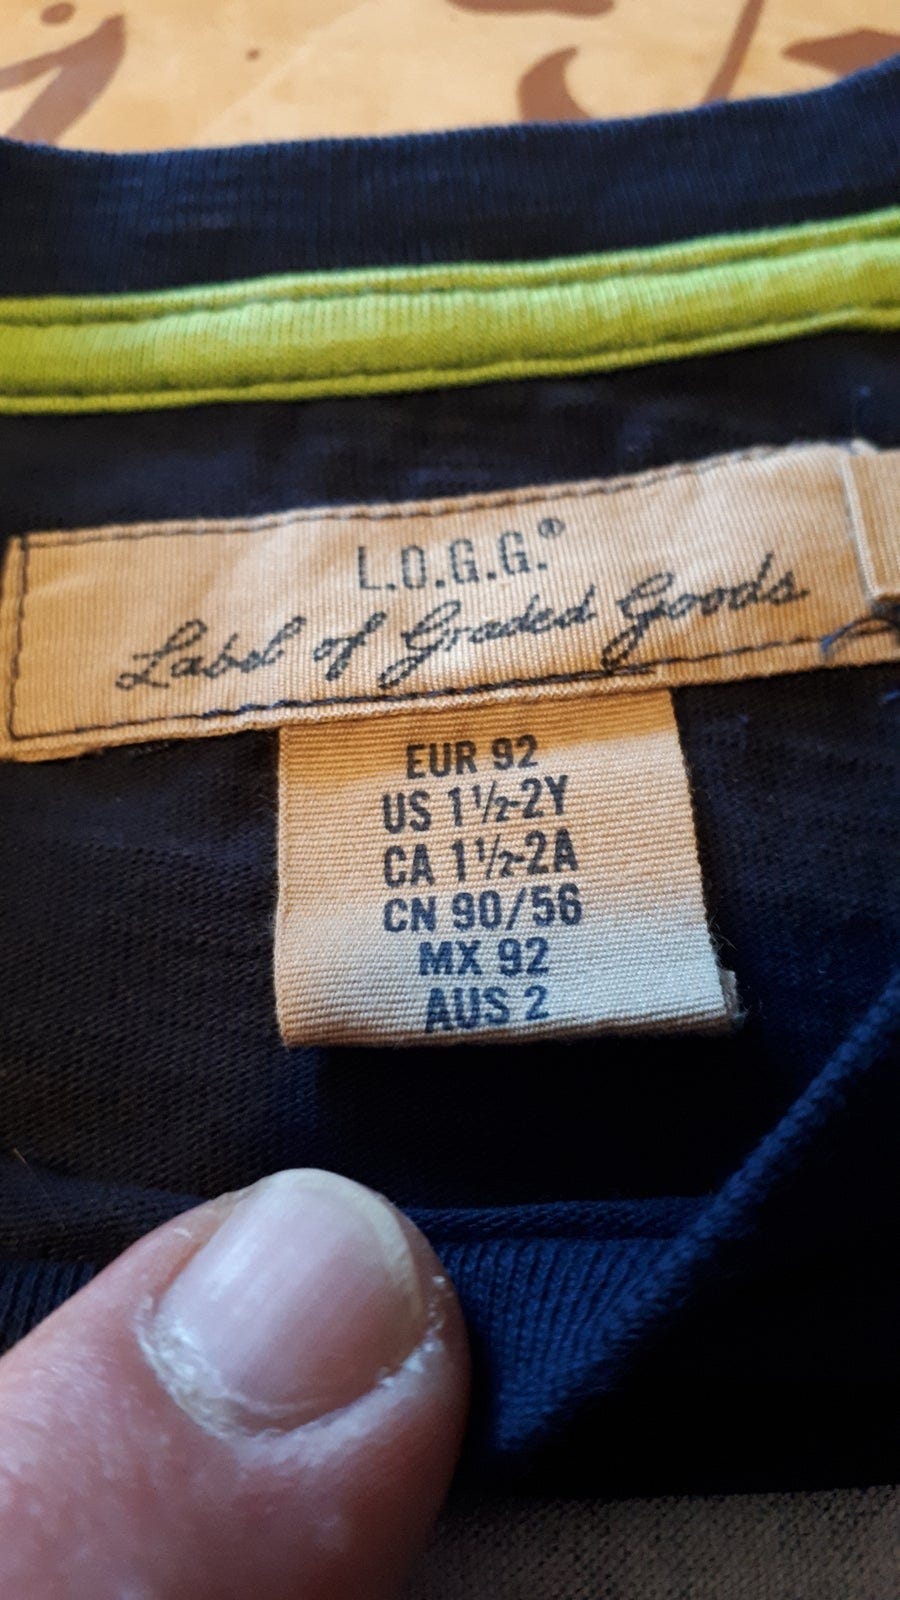 L.O.G.G.®
Label of Graded Goods
EUR 92
US 1½-2Y
CA 1½-2A
CN 90/56
MX 92
AUS 2